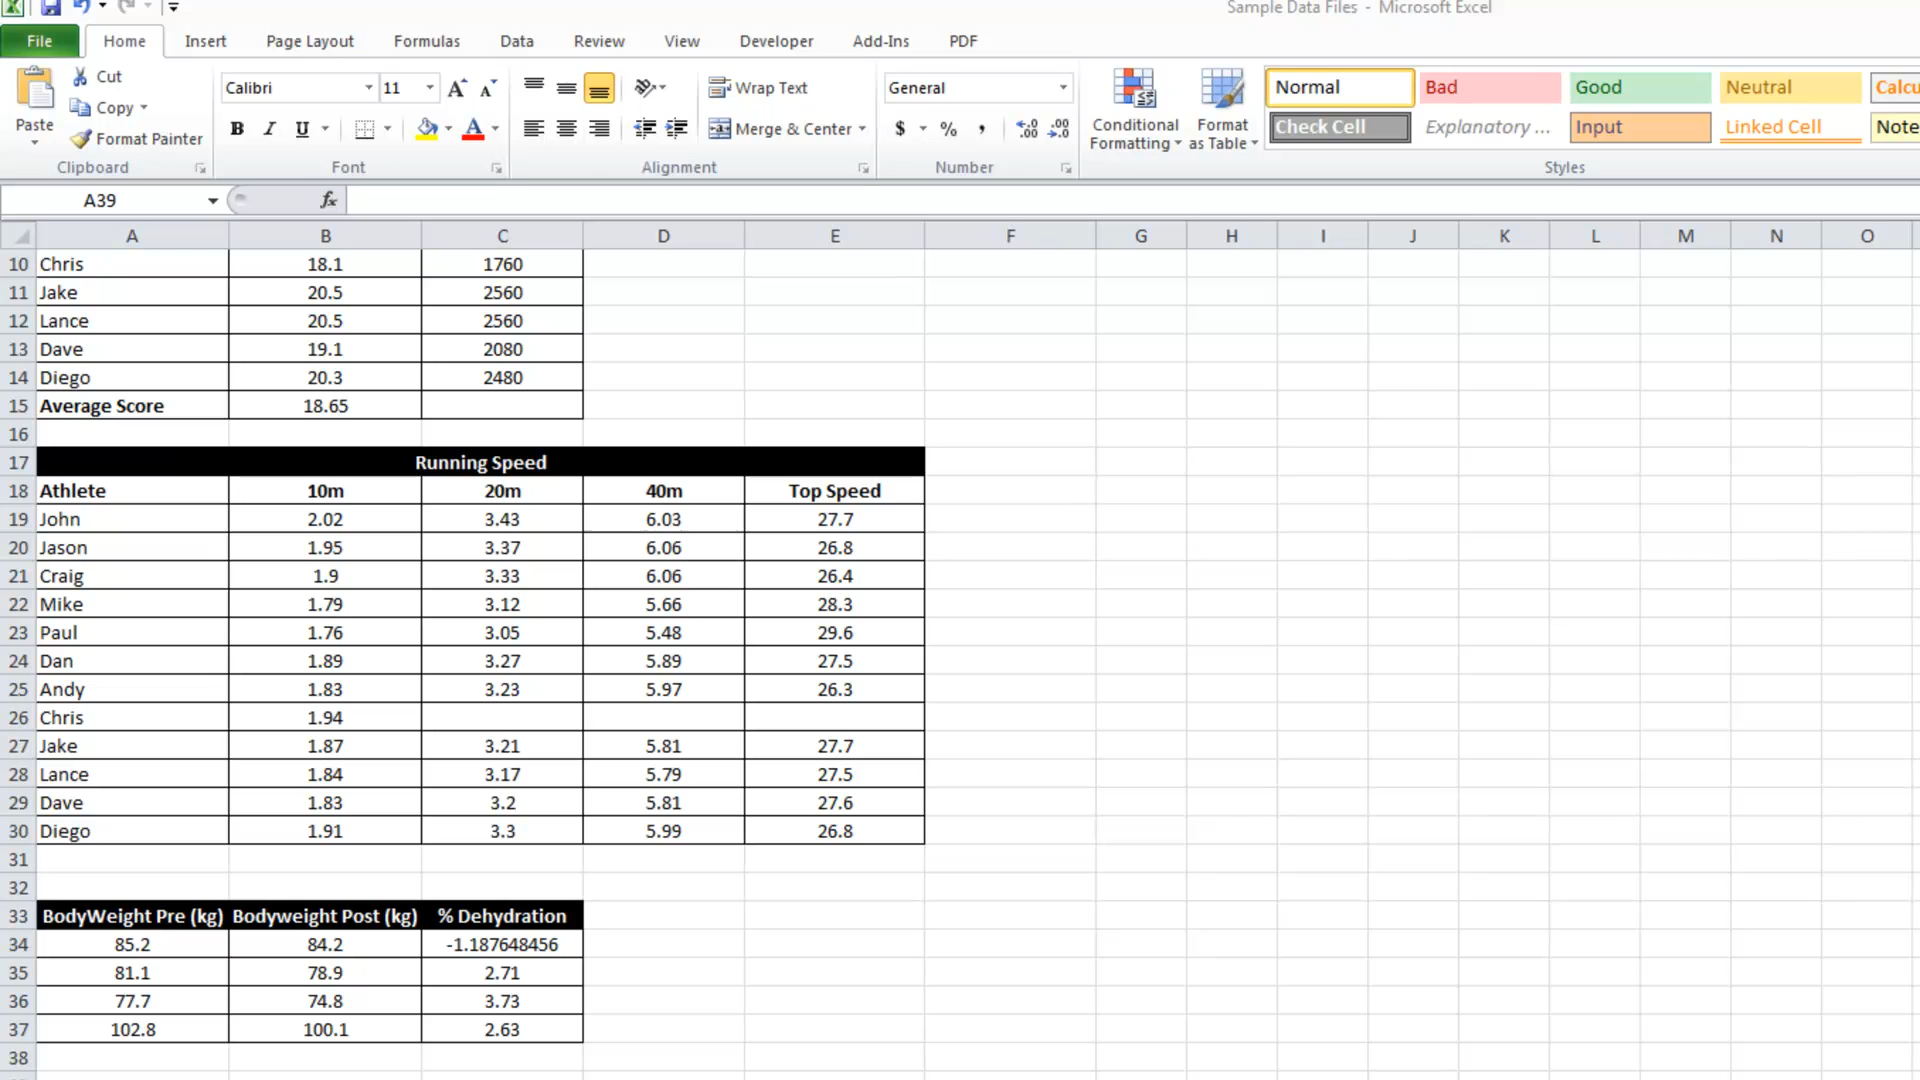 Sample Data Files - Microsoft Excel
File Home Insert Page Layout Formulas Data Review View Developer Add-Ins PDF
Cut
Copy
Format Painter
Paste
Clipboard
Calibri 11
B I U
Font
Wrap Text
Merge & Center
Alignment
General
$ % ,
Number
Conditional Formatting
Format as Table
Normal Bad Good Neutral Calcu
Check Cell Explanatory ... Input Linked Cell Note
Styles
A39 fx
A B C D E F G H I J K L M N O
10 Chris 18.1 1760
11 Jake 20.5 2560
12 Lance 20.5 2560
13 Dave 19.1 2080
14 Diego 20.3 2480
15 Average Score 18.65
16
17 Running Speed
18 Athlete 10m 20m 40m Top Speed
19 John 2.02 3.43 6.03 27.7
20 Jason 1.95 3.37 6.06 26.8
21 Craig 1.9 3.33 6.06 26.4
22 Mike 1.79 3.12 5.66 28.3
23 Paul 1.76 3.05 5.48 29.6
24 Dan 1.89 3.27 5.89 27.5
25 Andy 1.83 3.23 5.97 26.3
26 Chris 1.94
27 Jake 1.87 3.21 5.81 27.7
28 Lance 1.84 3.17 5.79 27.5
29 Dave 1.83 3.2 5.81 27.6
30 Diego 1.91 3.3 5.99 26.8
31
32
33 BodyWeight Pre (kg) Bodyweight Post (kg) % Dehydration
34 85.2 84.2 -1.187648456
35 81.1 78.9 2.71
36 77.7 74.8 3.73
37 102.8 100.1 2.63
38